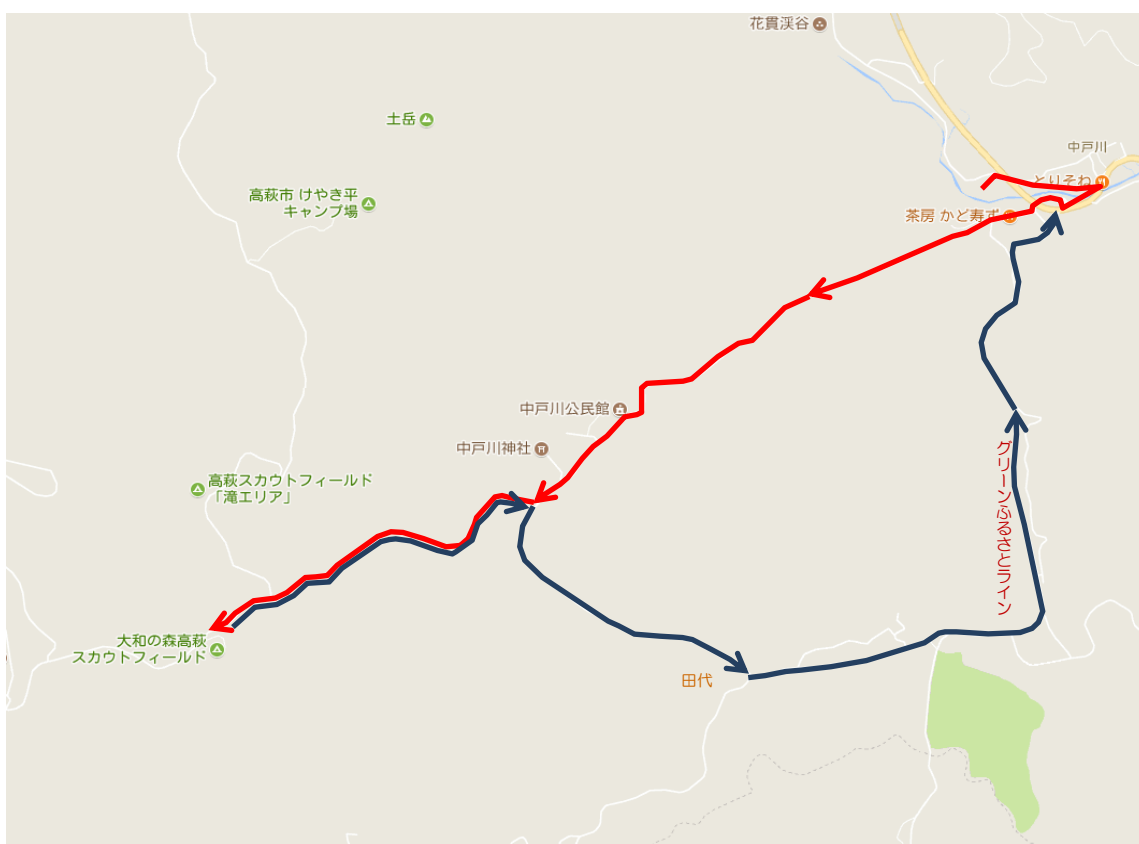 花貫渓谷
土岳
中戸川
とりそね
高萩市 けやき平
キャンプ場
茶房 かど寿ず
中戸川公民館
中戸川神社
高萩スカウトフィールド
「滝エリア」
グリーンふるさとライン
大和の森高萩
スカウトフィールド
田代